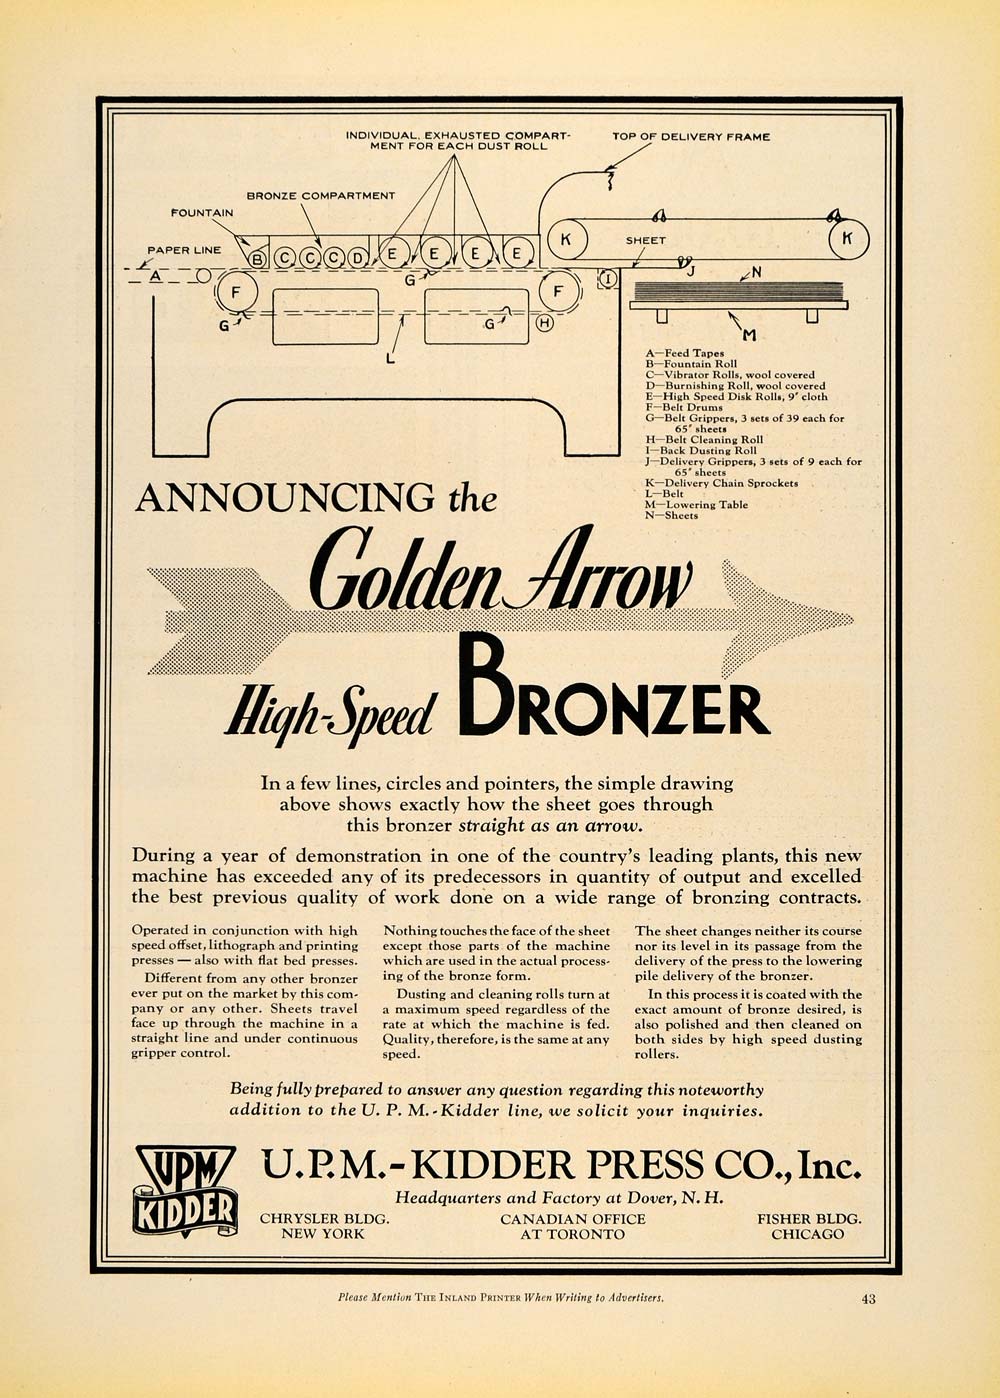 INDIVIDUAL, EXHAUSTED COMPART-
MENT FOR EACH DUST ROLL
TOP OF DELIVERY FRAME
BRONZE COMPARTMENT
FOUNTAIN
PAPER LINE
SHEET
A
B
C
C
C
D
E
E
E
E
F
F
G
G
G
H
I
J
K
K
L
M
N
A—Feed Tapes
B—Fountain Roll
C—Vibrator Rolls, wool covered
D—Burnishing Roll, wool covered
E—High Speed Disk Rolls, 9" cloth
F—Belt Drums
G—Belt Grippers, 3 sets of 39 each for
65" sheets
H—Belt Cleaning Roll
I—Back Dusting Roll
J—Delivery Grippers, 3 sets of 9 each for
65" sheets
K—Delivery Chain Sprockets
L—Belt
M—Lowering Table
N—Sheets
ANNOUNCING the
Golden Arrow
High-Speed BRONZER
In a few lines, circles and pointers, the simple drawing
above shows exactly how the sheet goes through
this bronzer straight as an arrow.
During a year of demonstration in one of the country's leading plants, this new
machine has exceeded any of its predecessors in quantity of output and excelled
the best previous quality of work done on a wide range of bronzing contracts.
Operated in conjunction with high
speed offset, lithograph and printing
presses — also with flat bed presses.
Different from any other bronzer
ever put on the market by this com-
pany or any other. Sheets travel
face up through the machine in a
straight line and under continuous
gripper control.
Nothing touches the face of the sheet
except those parts of the machine
which are used in the actual process-
ing of the bronze form.
Dusting and cleaning rolls turn at
a maximum speed regardless of the
rate at which the machine is fed.
Quality, therefore, is the same at any
speed.
The sheet changes neither its course
nor its level in its passage from the
delivery of the press to the lowering
pile delivery of the bronzer.
In this process it is coated with the
exact amount of bronze desired, is
also polished and then cleaned on
both sides by high speed dusting
rollers.
Being fully prepared to answer any question regarding this noteworthy
addition to the U. P. M.-Kidder line, we solicit your inquiries.
UPM
KIDDER
U.P.M.-KIDDER PRESS CO., Inc.
Headquarters and Factory at Dover, N. H.
CHRYSLER BLDG.
NEW YORK
CANADIAN OFFICE
AT TORONTO
FISHER BLDG.
CHICAGO
Please Mention THE INLAND PRINTER When Writing to Advertisers.
43